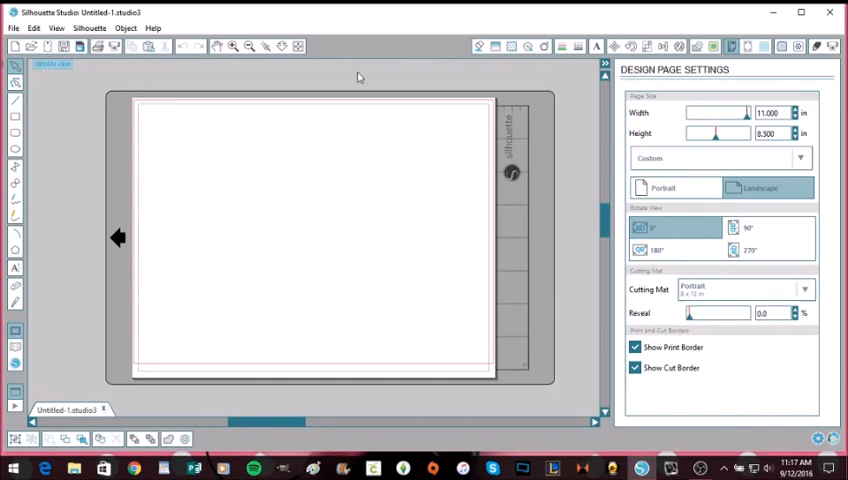 Silhouette Studio: Untitled-1.studio3
File Edit View Silhouette Object Help
DESIGN VIEW
silhouette
DESIGN PAGE SETTINGS
Page Size
Width 11.000 in
Height 8.500 in
Custom
Portrait Landscape
Rotate View
0° 90°
180° 270°
Cutting Mat
Cutting Mat Portrait
8 x 12 in
Reveal 0.0 %
Print and Cut Borders
Show Print Border
Show Cut Border
Untitled-1.studio3
11:17 AM
9/12/2016